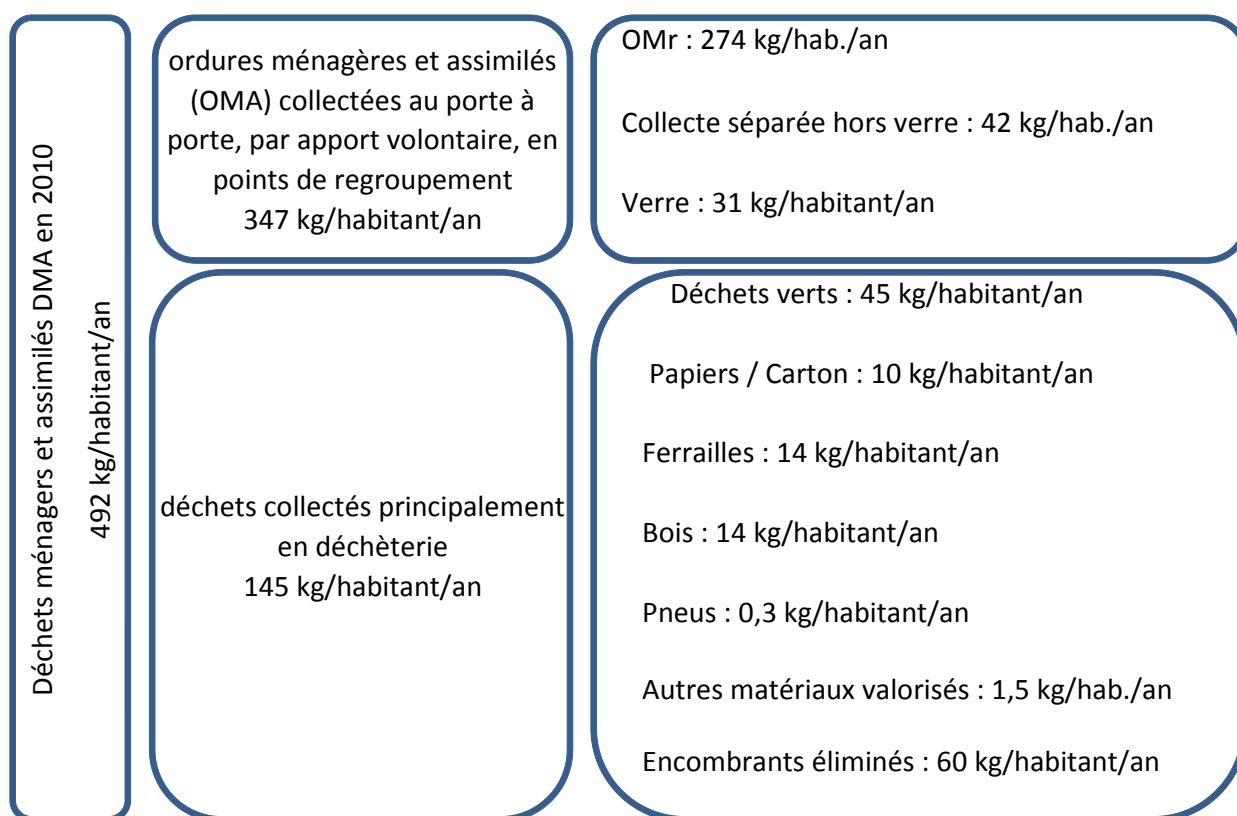 Déchets ménagers et assimilés DMA en 2010
492 kg/habitant/an
ordures ménagères et assimilés
(OMA) collectées au porte à
porte, par apport volontaire, en
points de regroupement
347 kg/habitant/an
OMr : 274 kg/hab./an
Collecte séparée hors verre : 42 kg/hab./an
Verre : 31 kg/habitant/an
déchets collectés principalement
en déchèterie
145 kg/habitant/an
Déchets verts : 45 kg/habitant/an
Papiers / Carton : 10 kg/habitant/an
Ferrailles : 14 kg/habitant/an
Bois : 14 kg/habitant/an
Pneus : 0,3 kg/habitant/an
Autres matériaux valorisés : 1,5 kg/hab./an
Encombrants éliminés : 60 kg/habitant/an